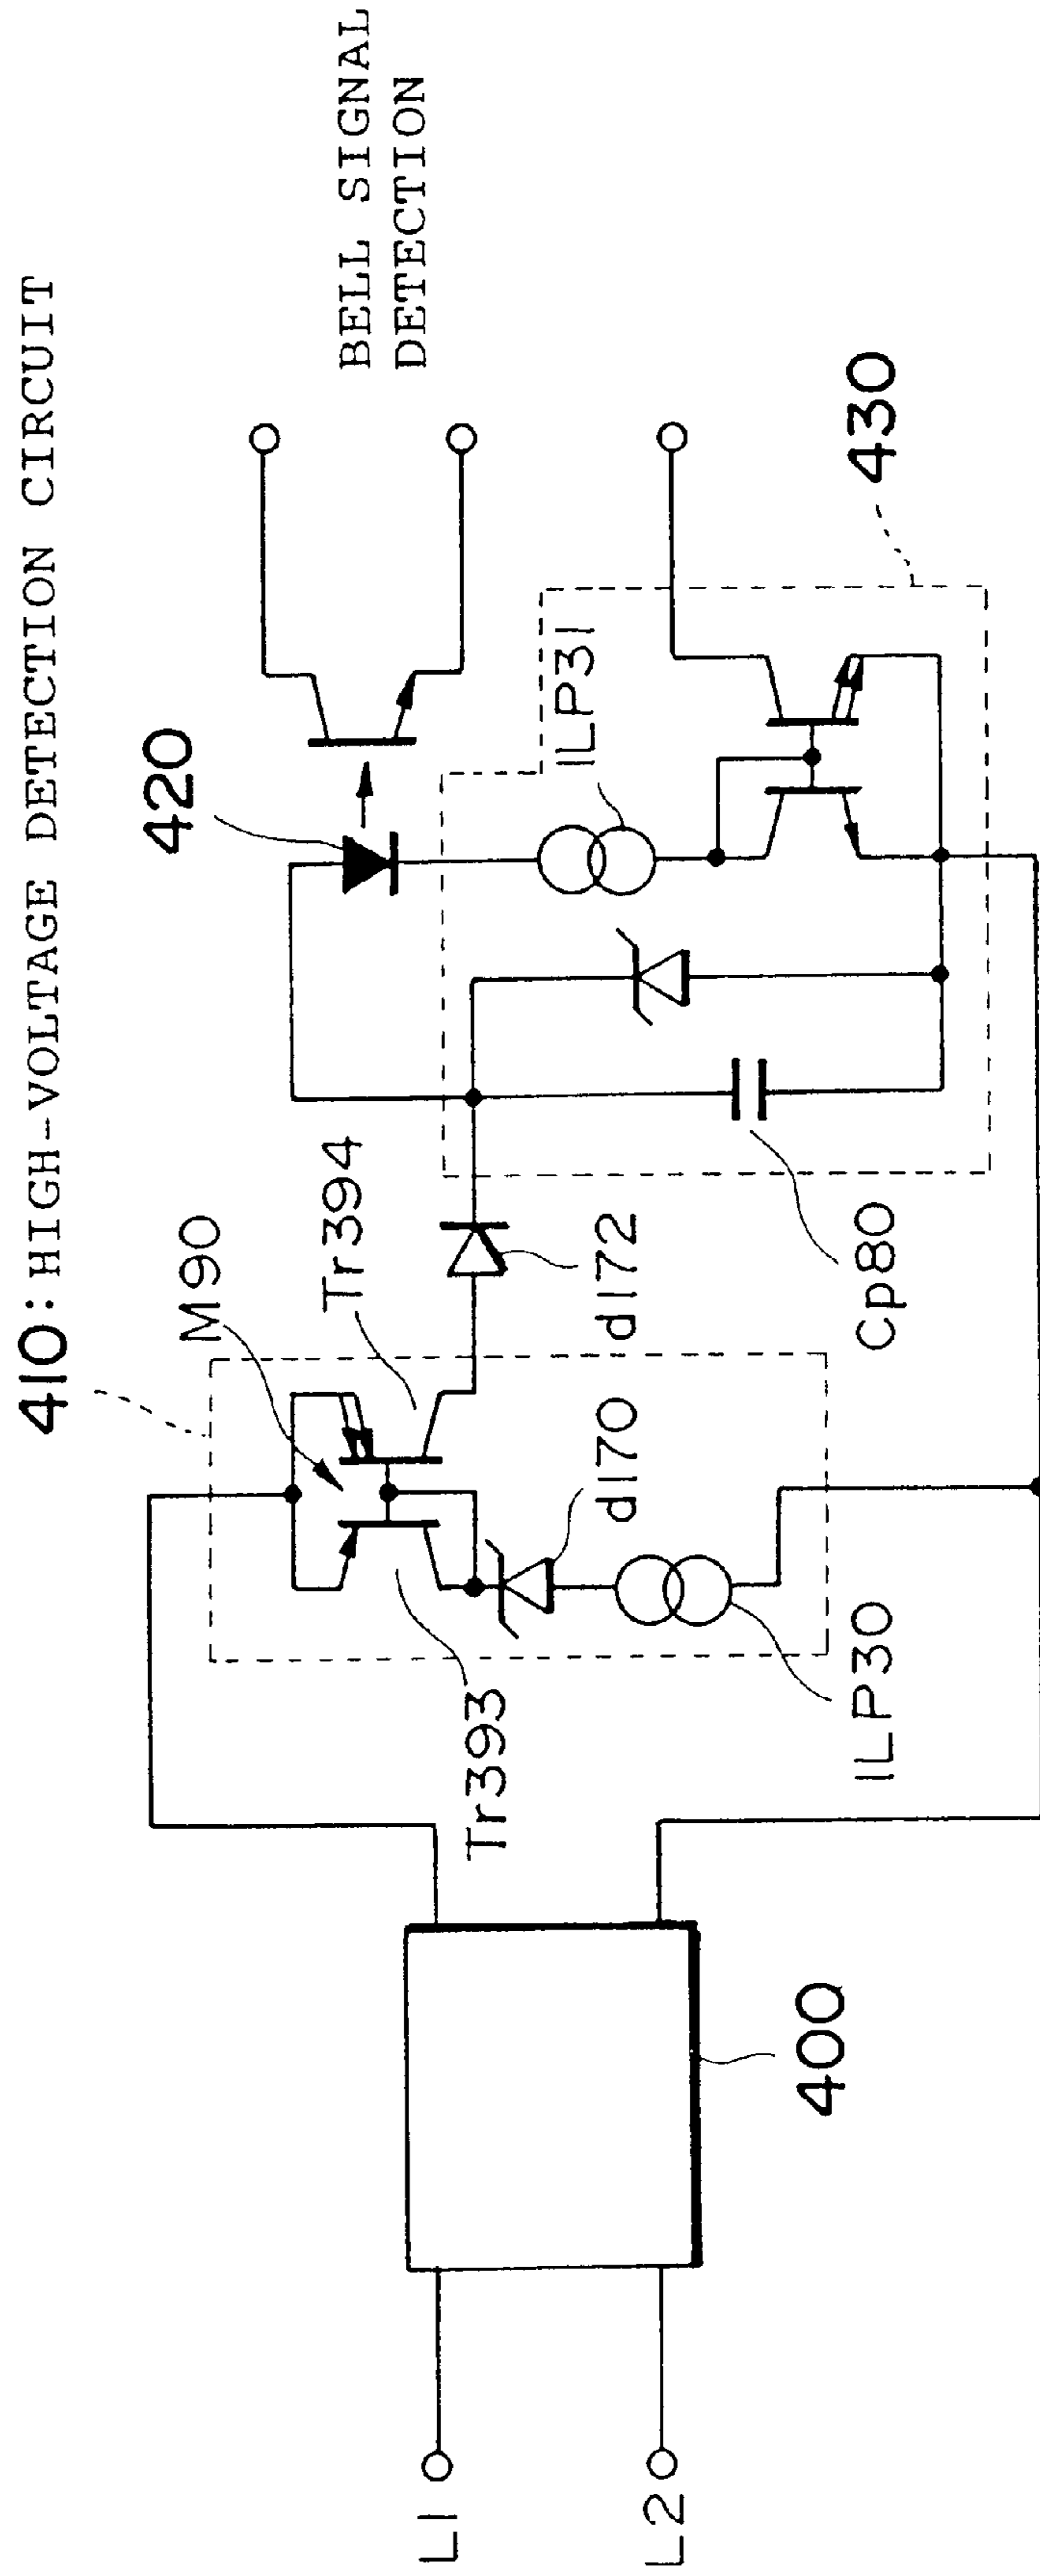 410: HIGH-VOLTAGE DETECTION CIRCUIT
BELL SIGNAL
DETECTION
420
M90
Tr394
ILP31
430
d172
Cp80
d170
Tr393
ILP30
L1
L2
400